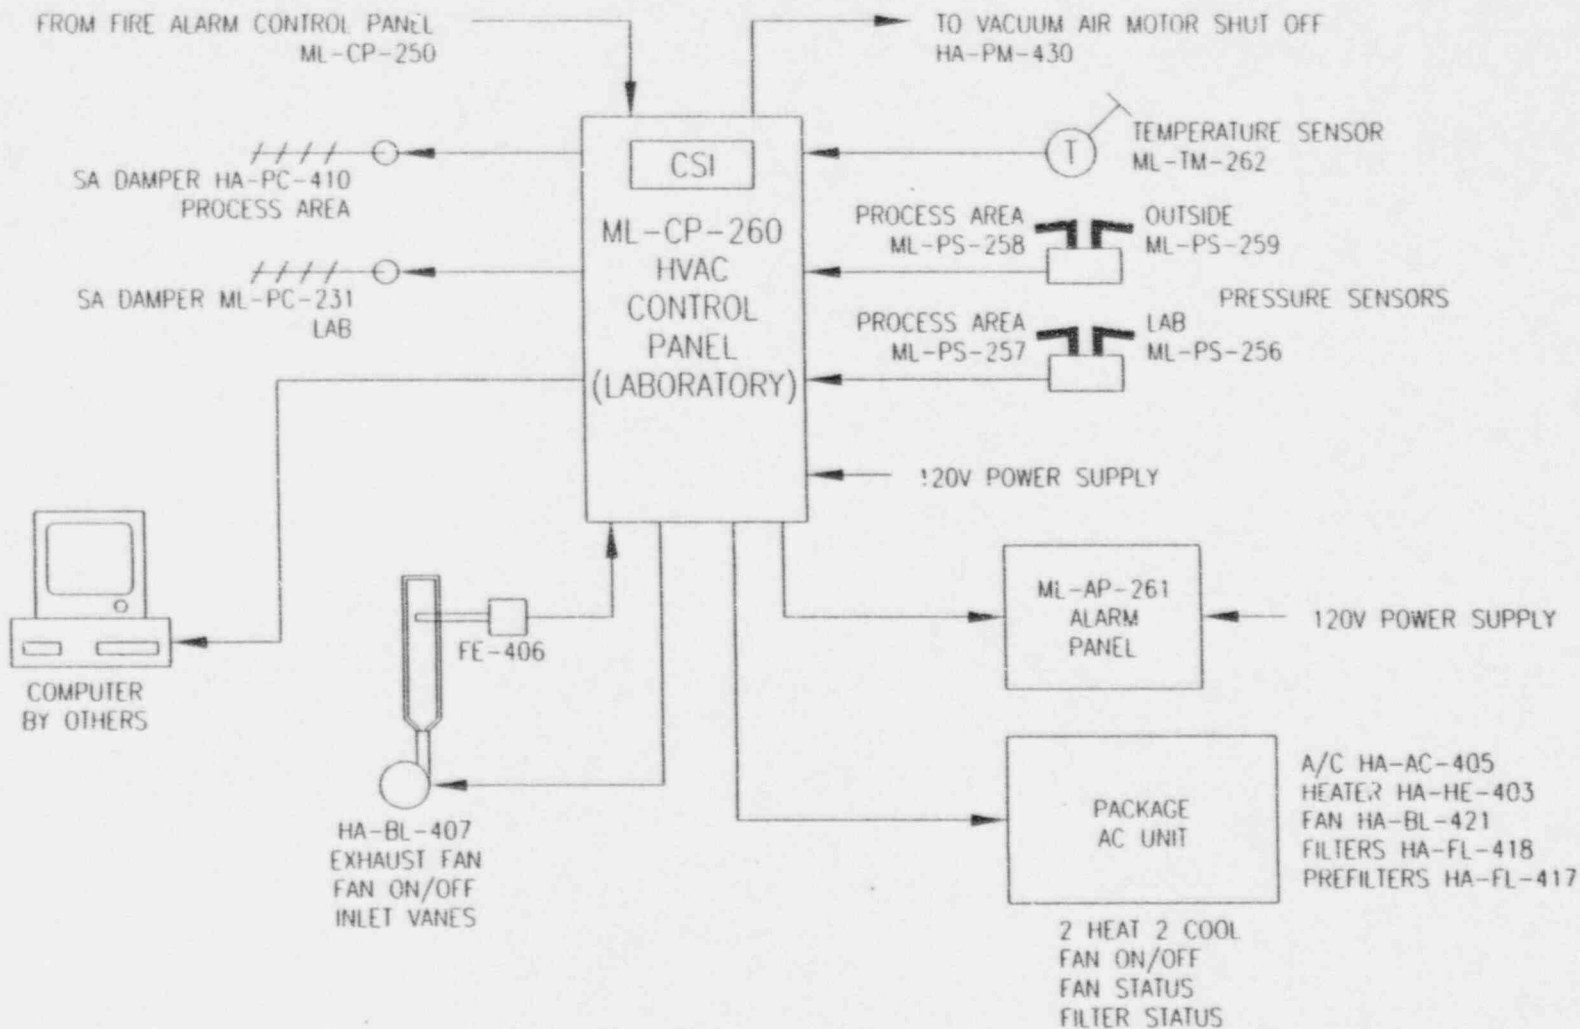 FROM FIRE ALARM CONTROL PANEL
ML-CP-250
TO VACUUM AIR MOTOR SHUT OFF
HA-PM-430
SA DAMPER HA-PC-410
PROCESS AREA
SA DAMPER ML-PC-231
LAB
CSI
ML-CP-260
HVAC
CONTROL
PANEL
(LABORATORY)
T
TEMPERATURE SENSOR
ML-TM-262
PROCESS AREA
ML-PS-258
OUTSIDE
ML-PS-259
PRESSURE SENSORS
PROCESS AREA
ML-PS-257
LAB
ML-PS-256
120V POWER SUPPLY
COMPUTER
BY OTHERS
FE-406
HA-BL-407
EXHAUST FAN
FAN ON/OFF
INLET VANES
ML-AP-261
ALARM
PANEL
120V POWER SUPPLY
PACKAGE
AC UNIT
A/C HA-AC-405
HEATER HA-HE-403
FAN HA-BL-421
FILTERS HA-FL-418
PREFILTERS HA-FL-417
2 HEAT 2 COOL
FAN ON/OFF
FAN STATUS
FILTER STATUS